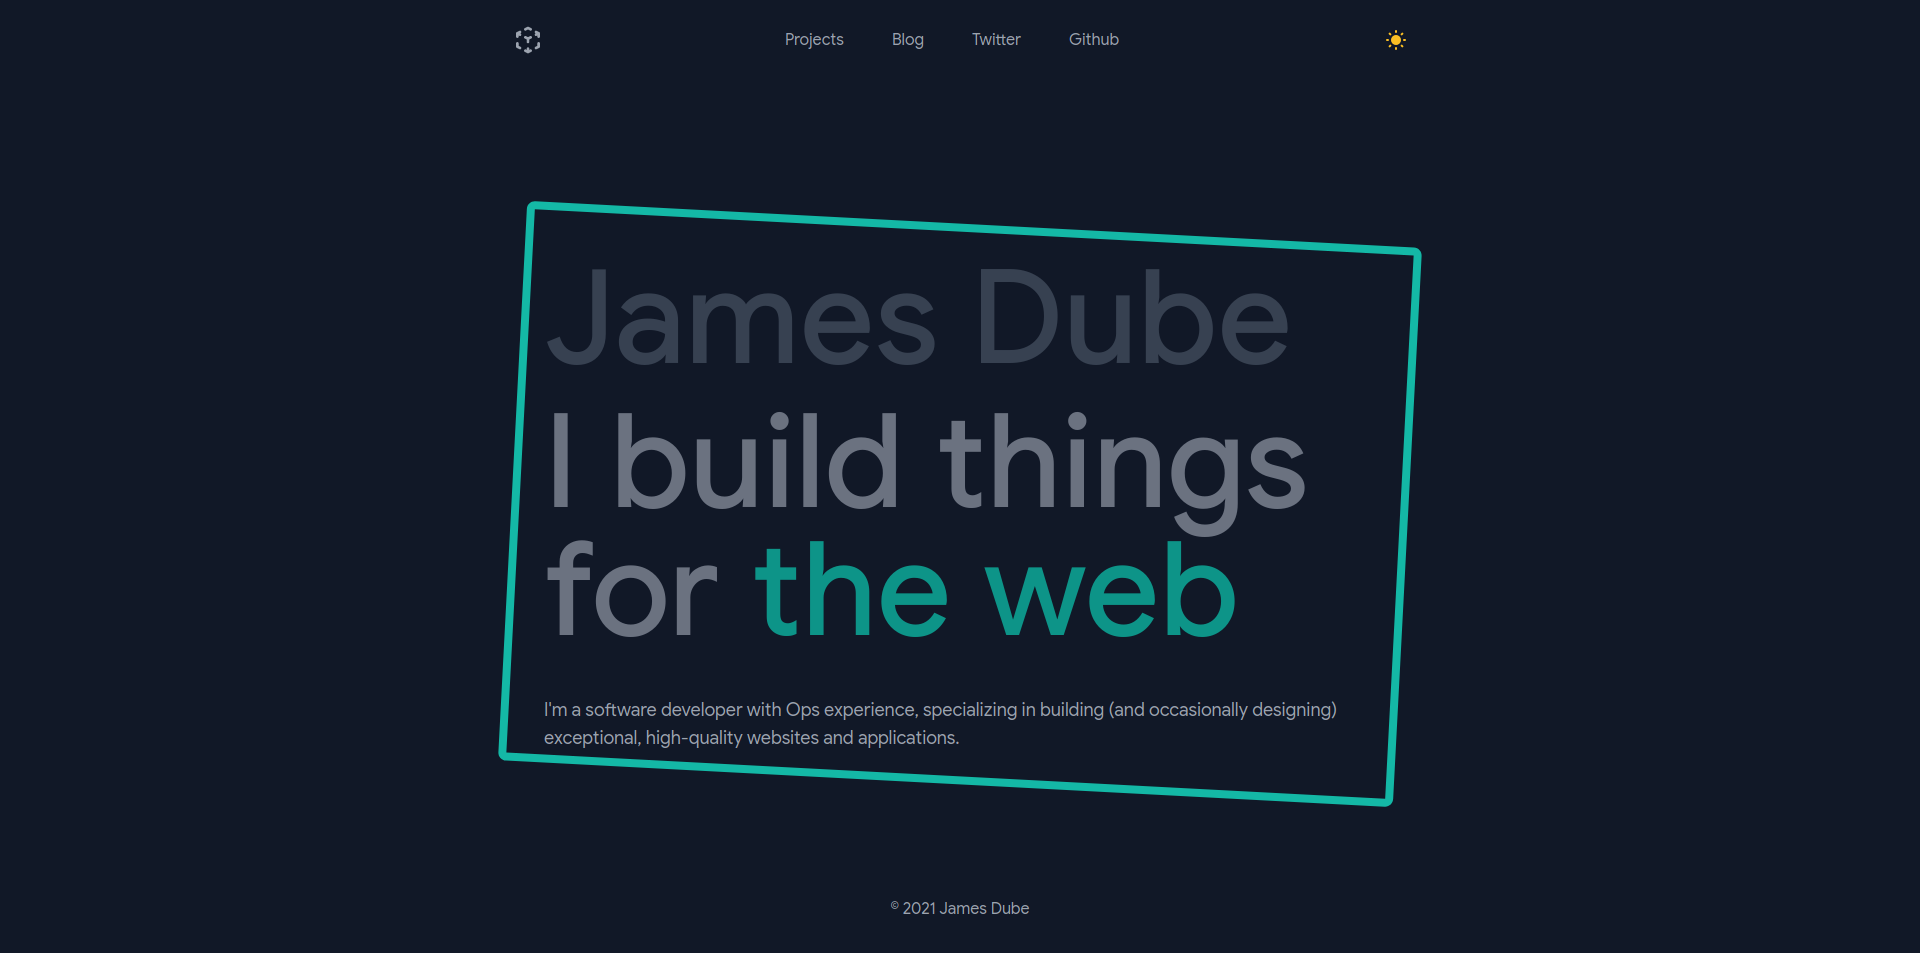 Projects Blog Twitter Github
James Dube
I build things
for the web
I'm a software developer with Ops experience, specializing in building (and occasionally designing)
exceptional, high-quality websites and applications.
© 2021 James Dube